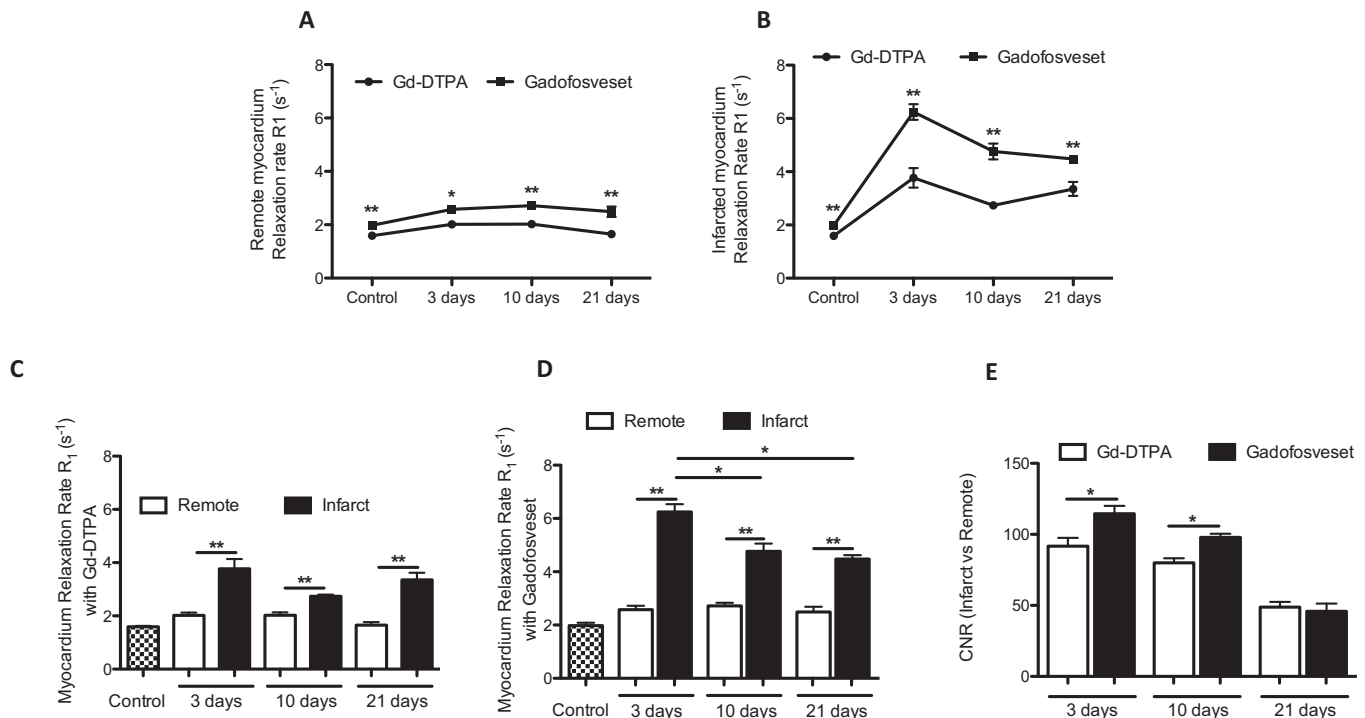 A
Remote myocardium
Relaxation rate R1 (s-1)
8
6
4
2
0
Gd-DTPA
Gadofosveset
**
*
**
**
Control
3 days
10 days
21 days
B
Infarcted myocardium
Relaxation Rate R1 (s-1)
8
6
4
2
0
Gd-DTPA
Gadofosveset
**
**
**
**
Control
3 days
10 days
21 days
C
Myocardium Relaxation Rate R1 (s-1)
with Gd-DTPA
8
6
4
2
0
Remote
Infarct
**
**
**
Control
3 days
10 days
21 days
D
Myocardium Relaxation Rate R1 (s-1)
with Gadofosveset
8
6
4
2
0
Remote
Infarct
*
*
**
**
**
Control
3 days
10 days
21 days
E
CNR (Infarct vs Remote)
150
100
50
0
Gd-DTPA
Gadofosveset
*
*
3 days
10 days
21 days